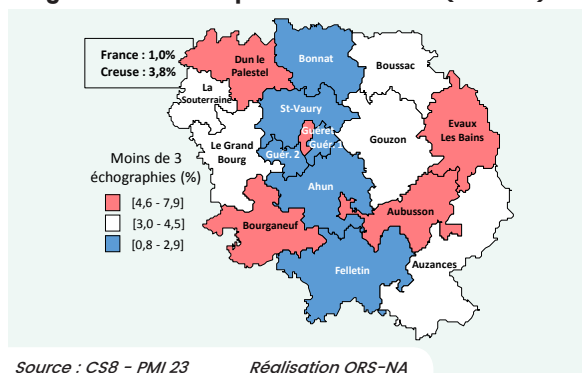 France : 1,0%
Creuse : 3,8%
Dun le
Palestel
Bonnat
Boussac
La
Souterraine
St-Vaury
Evaux
Les Bains
Guéret
Guér. 1
Gouzon
Le Grand
Bourg
Guér. 2
Moins de 3
échographies (%)
[4,6 - 7,9]
[3,0 - 4,5]
[0,8 - 2,9]
Ahun
Aubusson
Bourganeuf
Auzances
Felletin
Source : CS8 - PMI 23 Réalisation ORS-NA